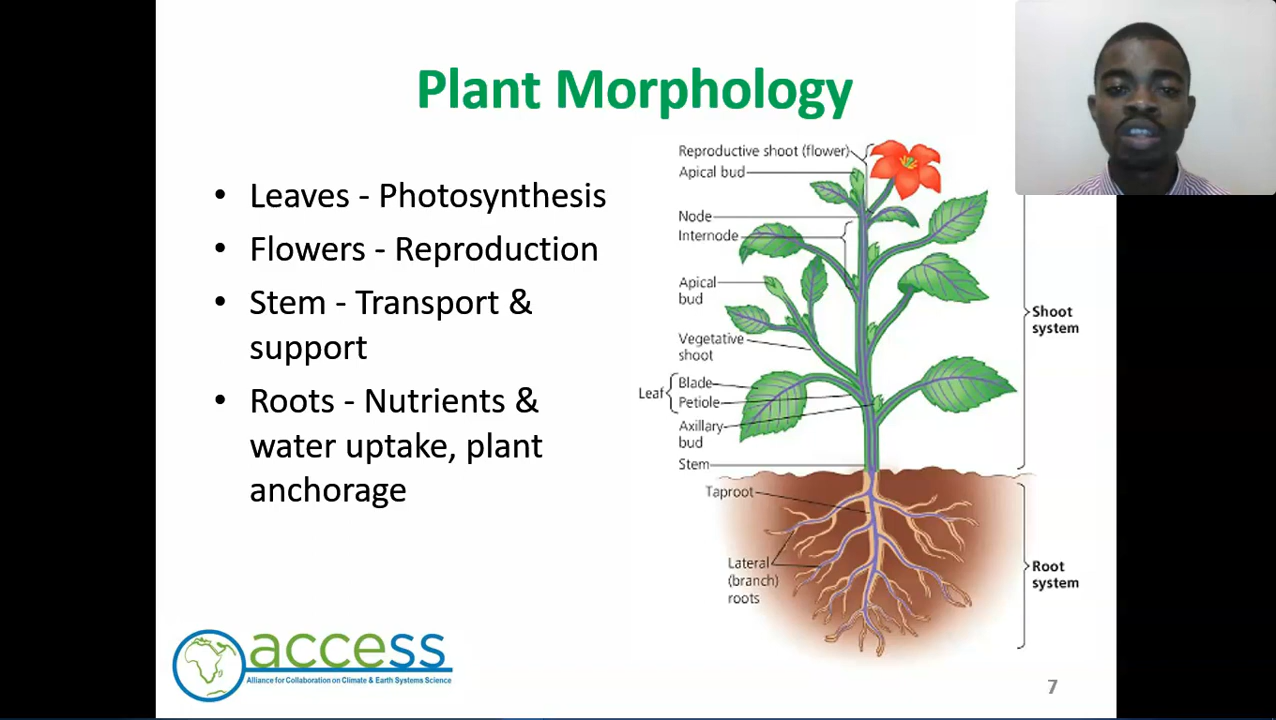 Plant Morphology
• Leaves - Photosynthesis
• Flowers - Reproduction
• Stem - Transport &
support
• Roots - Nutrients &
water uptake, plant
anchorage
Reproductive shoot (flower)
Apical bud
Node
Internode
Apical
bud
Vegetative
shoot
Leaf
Blade
Petiole
Axillary
bud
Stem
Taproot
Lateral
(branch)
roots
Shoot
system
Root
system
access
Alliance for Collaboration on Climate & Earth Systems Science
7